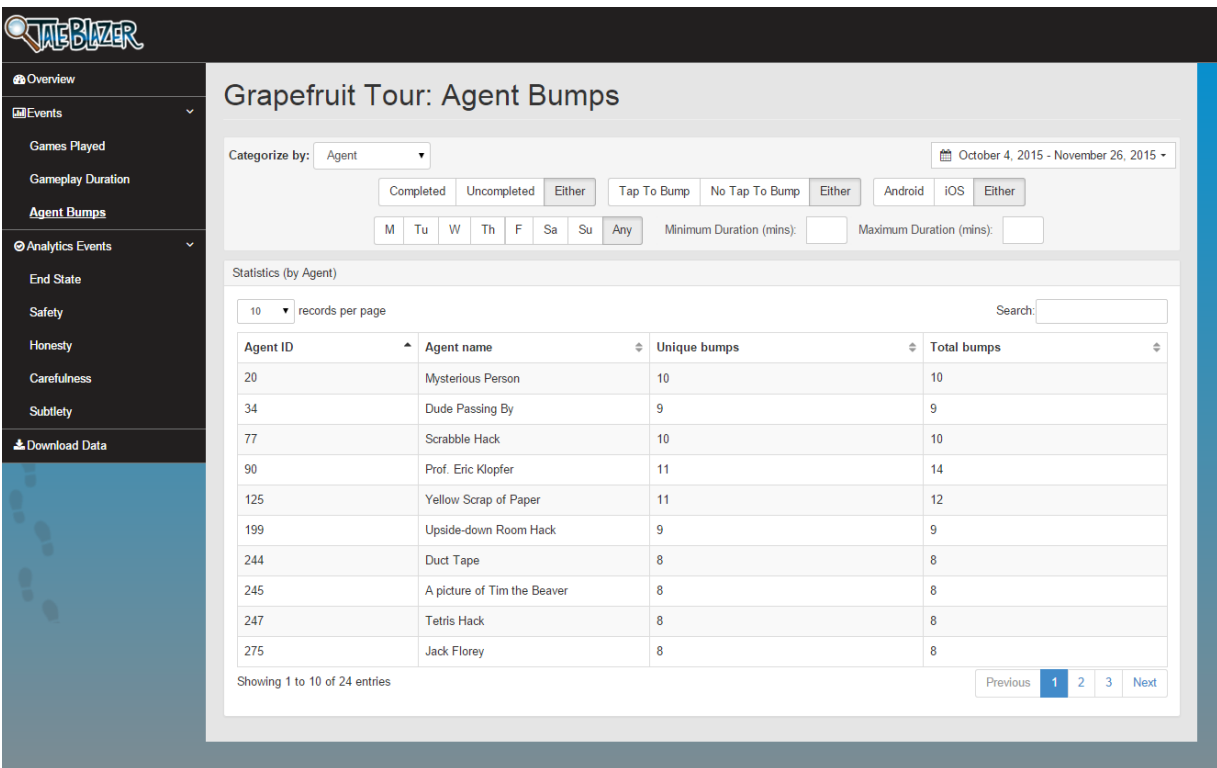 TALEBLAZER
Overview
Events
Games Played
Gameplay Duration
Agent Bumps
Analytics Events
End State
Safety
Honesty
Carefulness
Subtlety
Download Data
Grapefruit Tour: Agent Bumps
Categorize by: Agent October 4, 2015 - November 26, 2015
Completed Uncompleted Either Tap To Bump No Tap To Bump Either Android iOS Either
M Tu W Th F Sa Su Any Minimum Duration (mins): Maximum Duration (mins):
Statistics (by Agent)
10 records per page Search:
Agent ID Agent name Unique bumps Total bumps
20 Mysterious Person 10 10
34 Dude Passing By 9 9
77 Scrabble Hack 10 10
90 Prof. Eric Klopfer 11 14
125 Yellow Scrap of Paper 11 12
199 Upside-down Room Hack 9 9
244 Duct Tape 8 8
245 A picture of Tim the Beaver 8 8
247 Tetris Hack 8 8
275 Jack Florey 8 8
Showing 1 to 10 of 24 entries Previous 1 2 3 Next